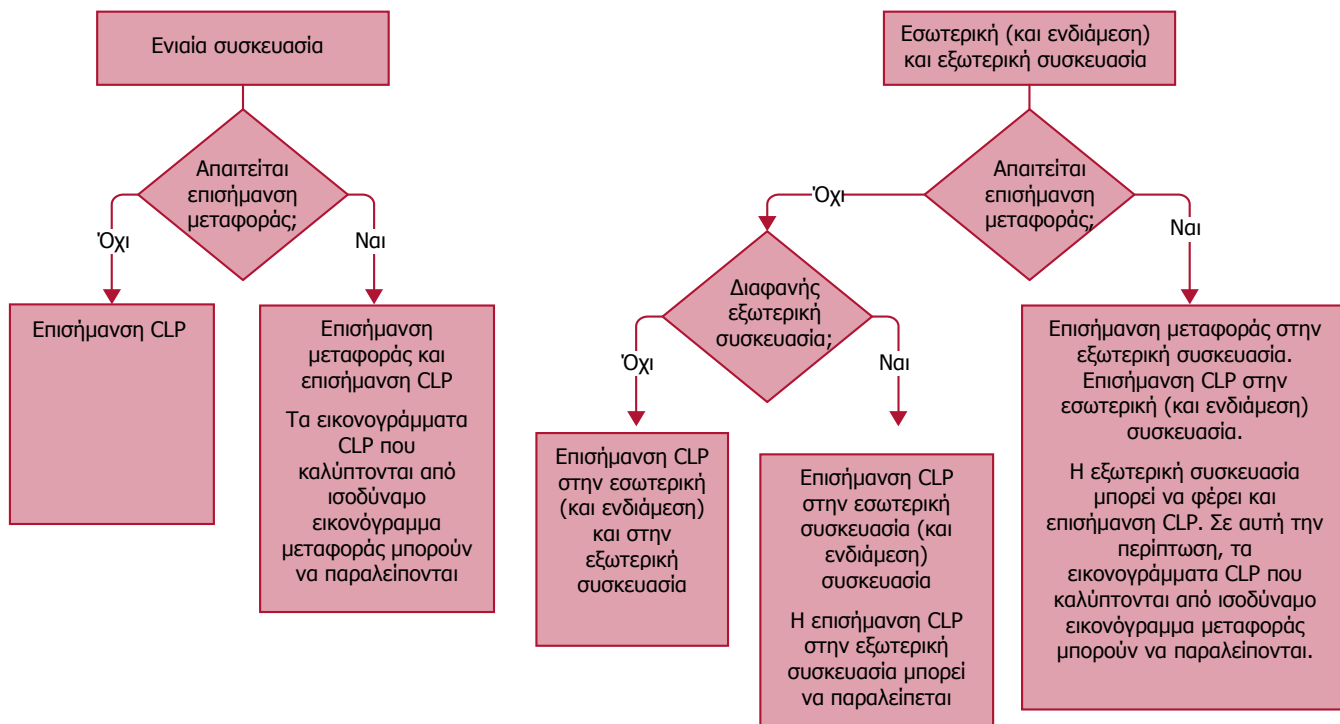 Ενιαία συσκευασία
Απαιτείται
επισήμανση
μεταφοράς;
Όχι
Ναι
Επισήμανση CLP
Επισήμανση
μεταφοράς και
επισήμανση CLP
Τα εικονογράμματα
CLP που
καλύπτονται από
ισοδύναμο
εικονόγραμμα
μεταφοράς μπορούν
να παραλείπονται
Εσωτερική (και ενδιάμεση)
και εξωτερική συσκευασία
Απαιτείται
επισήμανση
μεταφοράς;
Όχι
Ναι
Διαφανής
εξωτερική
συσκευασία;
Όχι
Ναι
Επισήμανση CLP
στην εσωτερική
(και ενδιάμεση)
και στην
εξωτερική
συσκευασία
Επισήμανση CLP
στην εσωτερική
συσκευασία (και
ενδιάμεση)
συσκευασία
Η επισήμανση CLP
στην εξωτερική
συσκευασία μπορεί
να παραλείπεται
Επισήμανση μεταφοράς στην
εξωτερική συσκευασία.
Επισήμανση CLP στην
εσωτερική (και ενδιάμεση)
συσκευασία.
Η εξωτερική συσκευασία
μπορεί να φέρει και
επισήμανση CLP. Σε αυτή την
περίπτωση, τα
εικονογράμματα CLP που
καλύπτονται από ισοδύναμο
εικονόγραμμα μεταφοράς
μπορούν να παραλείπονται.